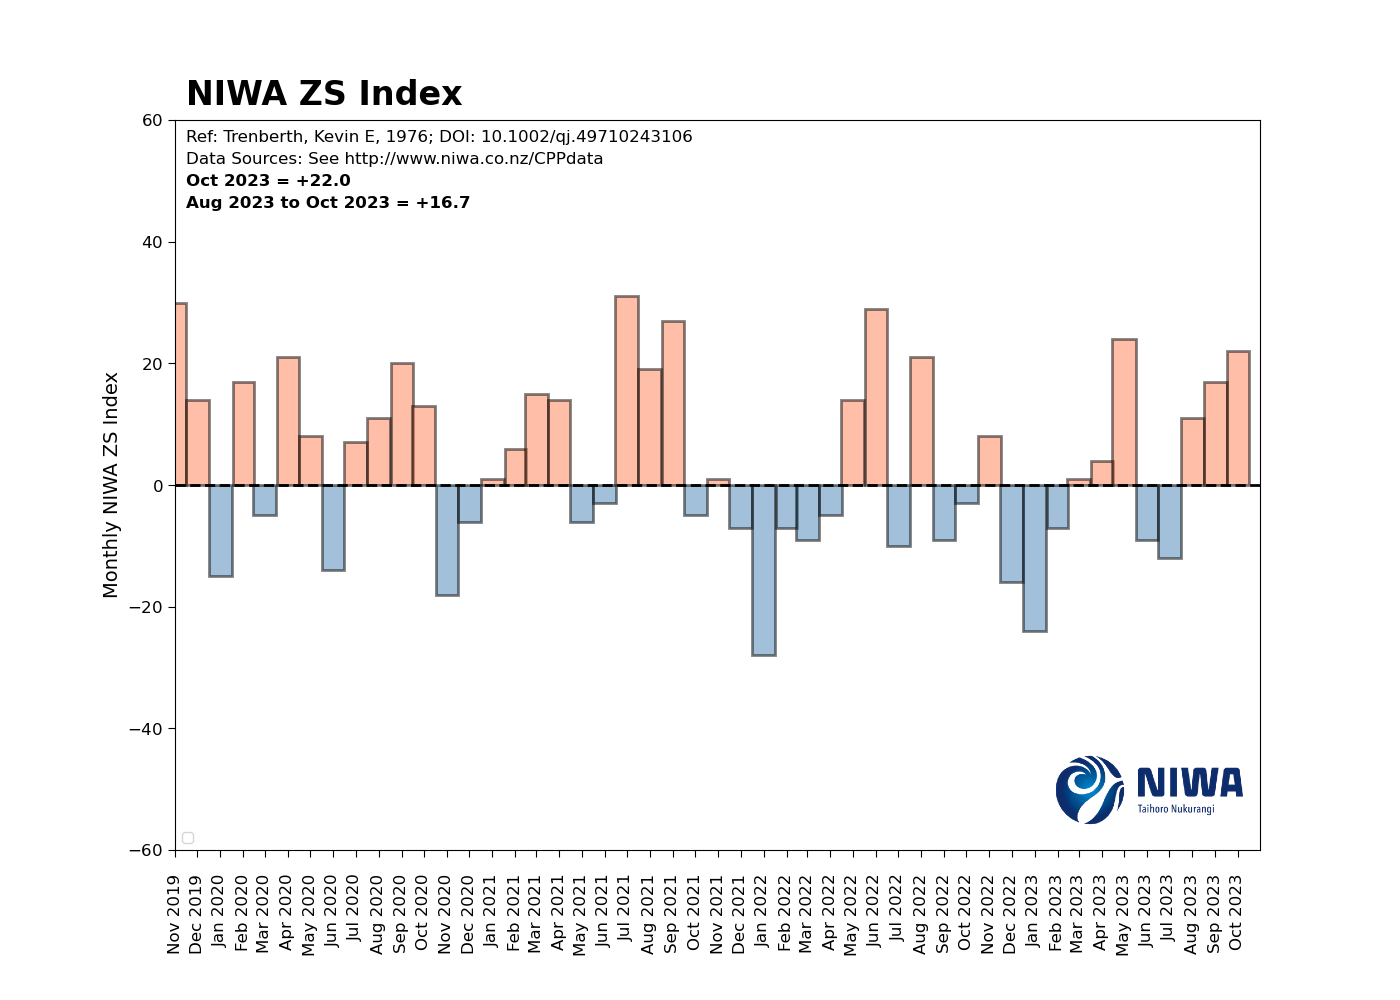 NIWA ZS Index
Ref: Trenberth, Kevin E, 1976; DOI: 10.1002/qj.49710243106
Data Sources: See http://www.niwa.co.nz/CPPdata
Oct 2023 = +22.0
Aug 2023 to Oct 2023 = +16.7
Monthly NIWA ZS Index
60
40
20
0
−20
−40
−60
NIWA
Taihoro Nukurangi
Nov 2019
Dec 2019
Jan 2020
Feb 2020
Mar 2020
Apr 2020
May 2020
Jun 2020
Jul 2020
Aug 2020
Sep 2020
Oct 2020
Nov 2020
Dec 2020
Jan 2021
Feb 2021
Mar 2021
Apr 2021
May 2021
Jun 2021
Jul 2021
Aug 2021
Sep 2021
Oct 2021
Nov 2021
Dec 2021
Jan 2022
Feb 2022
Mar 2022
Apr 2022
May 2022
Jun 2022
Jul 2022
Aug 2022
Sep 2022
Oct 2022
Nov 2022
Dec 2022
Jan 2023
Feb 2023
Mar 2023
Apr 2023
May 2023
Jun 2023
Jul 2023
Aug 2023
Sep 2023
Oct 2023